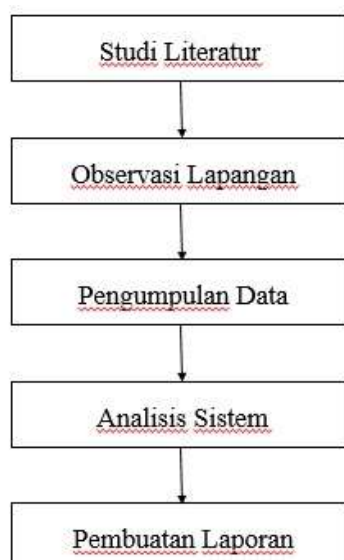 Studi Literatur
Observasi Lapangan
Pengumpulan Data
Analisis Sistem
Pembuatan Laporan